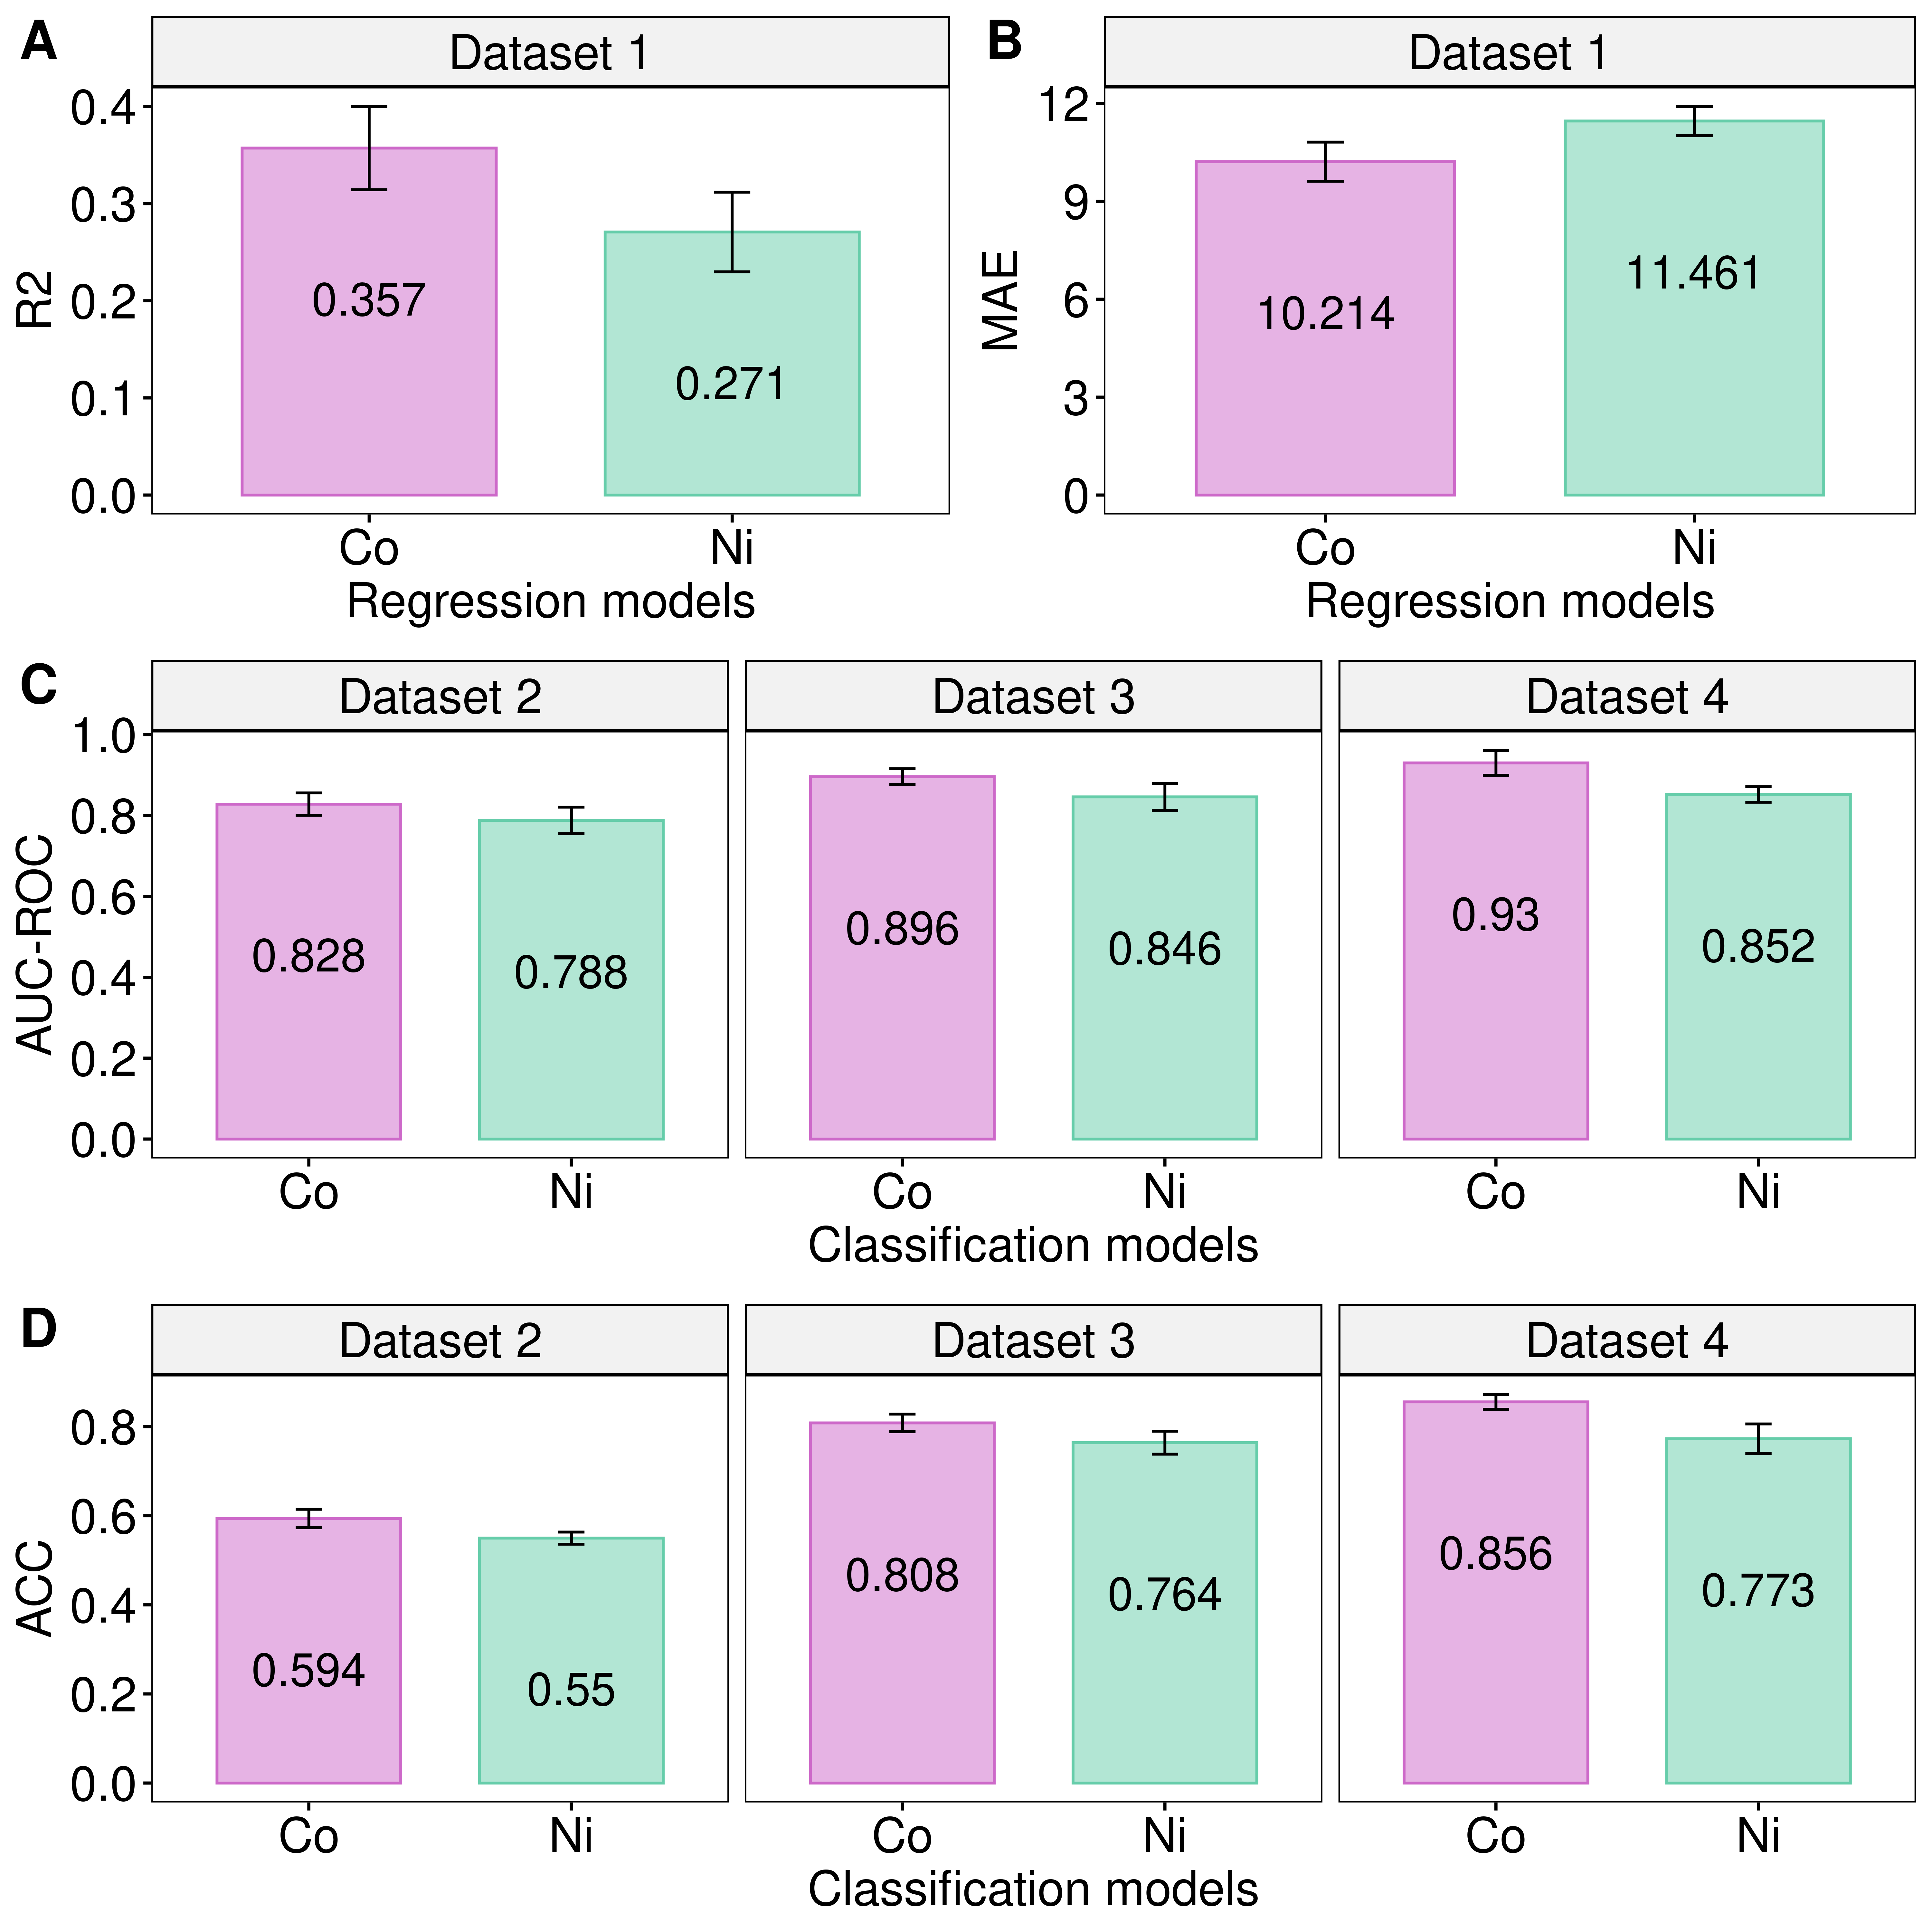 A
Dataset 1
0.4
0.3
0.2
0.1
0.0
R2
0.357
0.271
Co
Ni
Regression models
B
Dataset 1
12
9
6
3
0
MAE
10.214
11.461
Co
Ni
Regression models
C
Dataset 2
Dataset 3
Dataset 4
1.0
0.8
0.6
0.4
0.2
0.0
AUC-ROC
0.828
0.788
0.896
0.846
0.93
0.852
Co
Ni
Co
Ni
Co
Ni
Classification models
D
Dataset 2
Dataset 3
Dataset 4
0.8
0.6
0.4
0.2
0.0
ACC
0.594
0.55
0.808
0.764
0.856
0.773
Co
Ni
Co
Ni
Co
Ni
Classification models